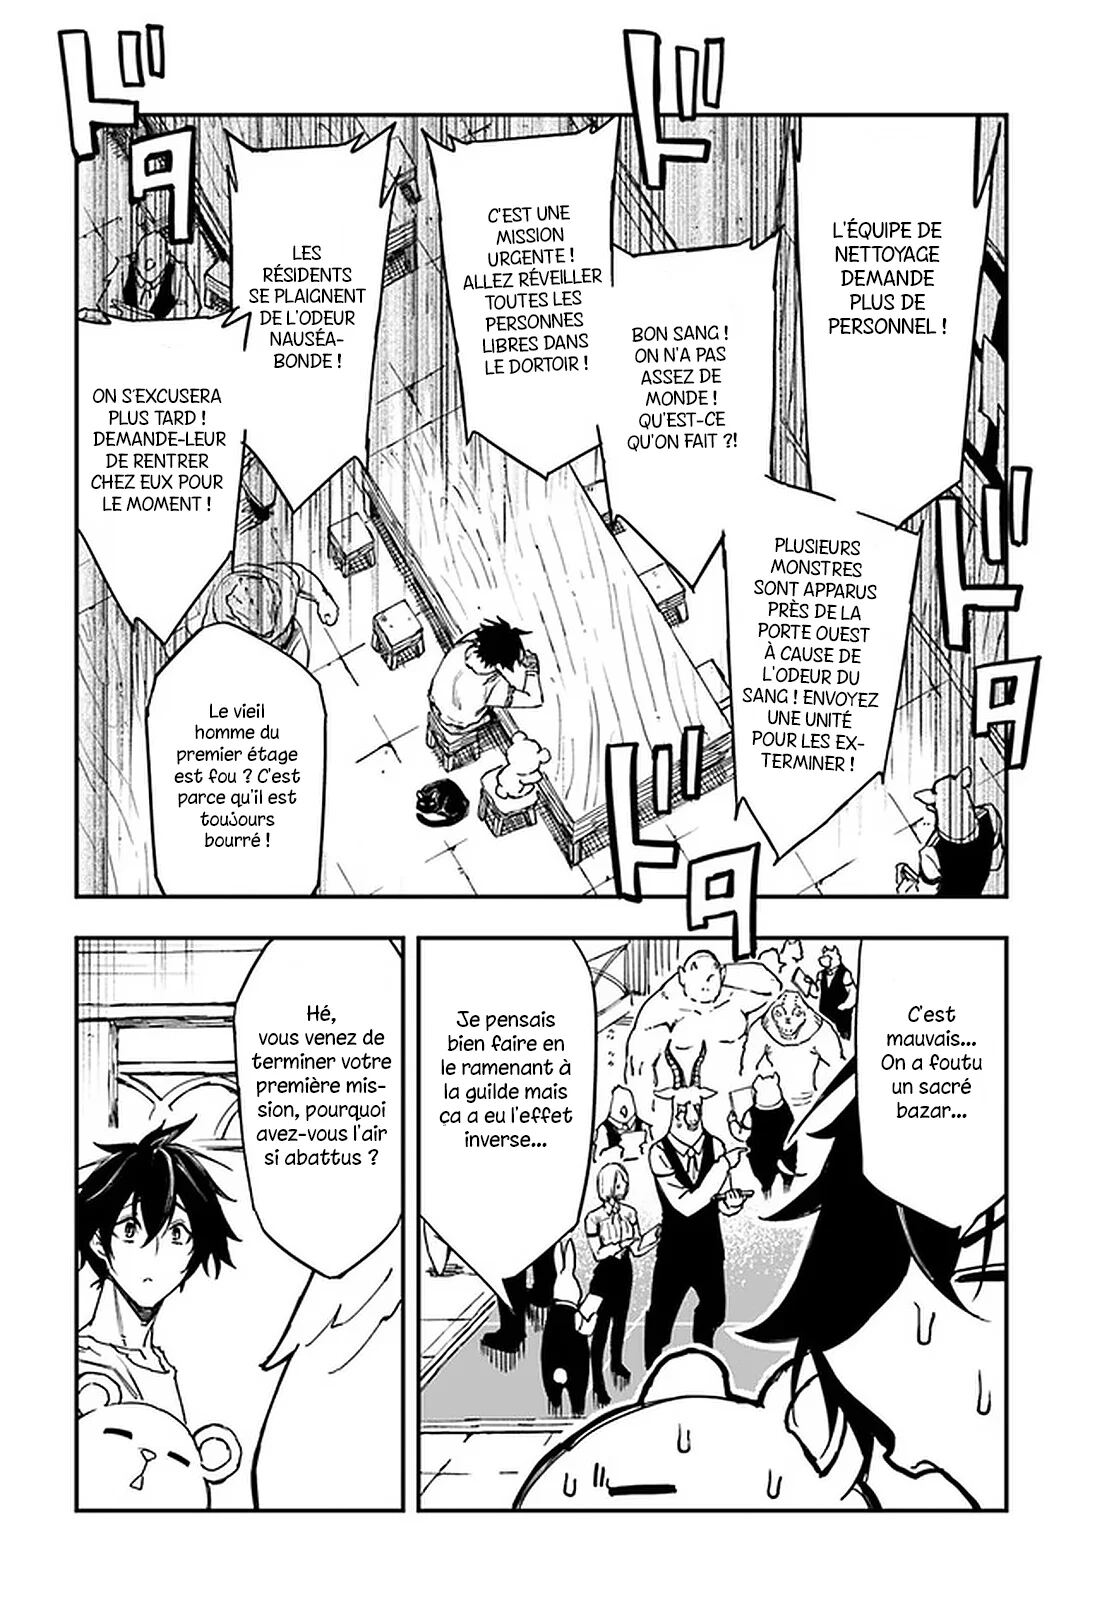 ドドド
ドタ
L'ÉQUIPE DE
NETTOYAGE
DEMANDE
PLUS DE
PERSONNEL !
BON SANG !
ON N'A PAS
ASSEZ DE
MONDE !
QU'EST-CE
QU'ON FAIT ?!
C'EST UNE
MISSION
URGENTE !
ALLEZ RÉVEILLER
TOUTES LES
PERSONNES
LIBRES DANS
LE DORTOIR !
LES
RÉSIDENTS
SE PLAIGNENT
DE L'ODEUR
NAUSÉA-
BONDE !
ドタ
ON S'EXCUSERA
PLUS TARD !
DEMANDE-LEUR
DE RENTRER
CHEZ EUX POUR
LE MOMENT !
PLUSIEURS
MONSTRES
SONT APPARUS
PRÈS DE LA
PORTE OUEST
À CAUSE DE
L'ODEUR DU
SANG ! ENVOYEZ
UNE UNITÉ
POUR LES EX-
TERMINER !
ドタ
Le vieil
homme du
premier étage
est fou ? C'est
parce qu'il est
toujours
bourré !
C'est
mauvais...
On a foutu
un sacré
bazar...
Je pensais
bien faire en
le ramenant à
la guilde mais
ça a eu l'effet
inverse...
Hé,
vous venez de
terminer votre
première mis-
sion, pourquoi
avez-vous l'air
si abattus ?